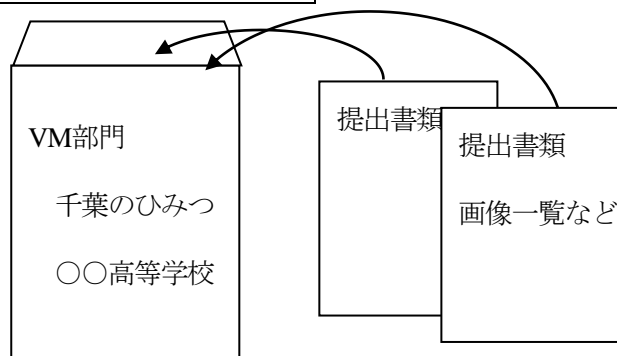 VM部門
千葉のひみつ
○○高等学校
提出書類
提出書類
画像一覧など